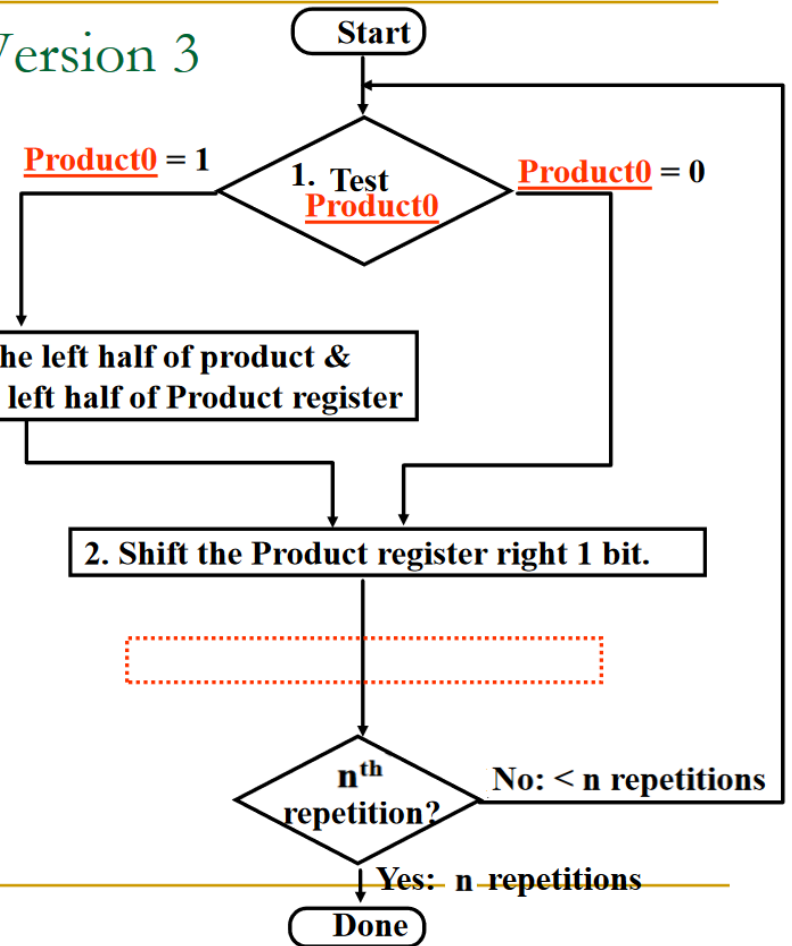 Version 3
Start
Product0 = 1
1. Test
Product0
Product0 = 0
he left half of product &
left half of Product register
2. Shift the Product register right 1 bit.
nth
repetition?
No: < n repetitions
Yes: n repetitions
Done